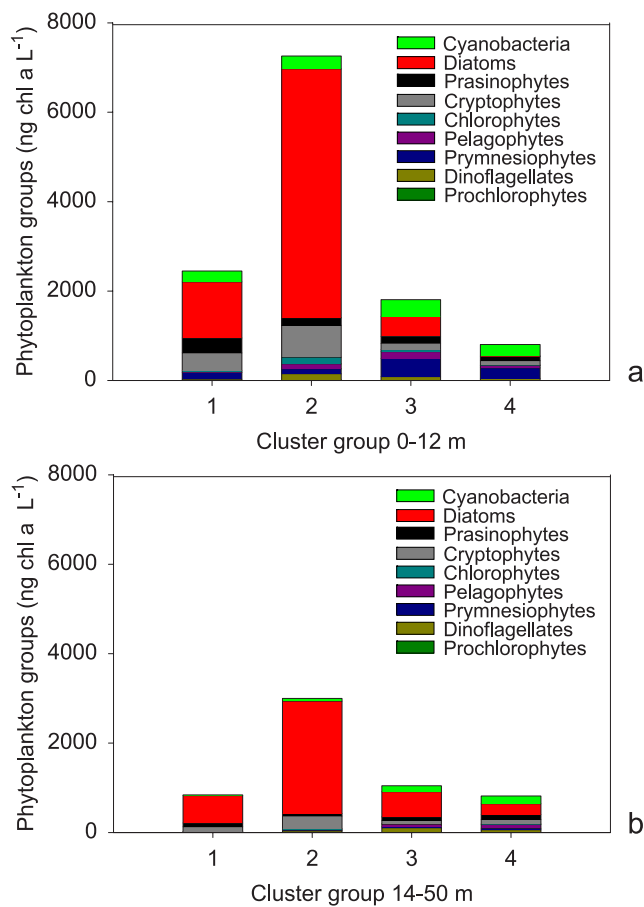 8000
6000
4000
2000
0
Phytoplankton groups (ng chl a L⁻¹)
Cyanobacteria
Diatoms
Prasinophytes
Cryptophytes
Chlorophytes
Pelagophytes
Prymnesiophytes
Dinoflagellates
Prochlorophytes
1 2 3 4
Cluster group 0-12 m
a
8000
6000
4000
2000
0
Phytoplankton groups (ng chl a L⁻¹)
Cyanobacteria
Diatoms
Prasinophytes
Cryptophytes
Chlorophytes
Pelagophytes
Prymnesiophytes
Dinoflagellates
Prochlorophytes
1 2 3 4
Cluster group 14-50 m
b